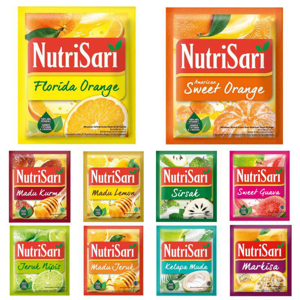 NutriSari
Florida Orange
NutriSari
American
Sweet Orange
NutriSari
Madu Kurma
NutriSari
Madu Lemon
NutriSari
Sirsak
NutriSari
Sweet Guava
NutriSari
Jeruk Nipis
NutriSari
Madu Jeruk
NutriSari
Kelapa Muda
NutriSari
Markisa